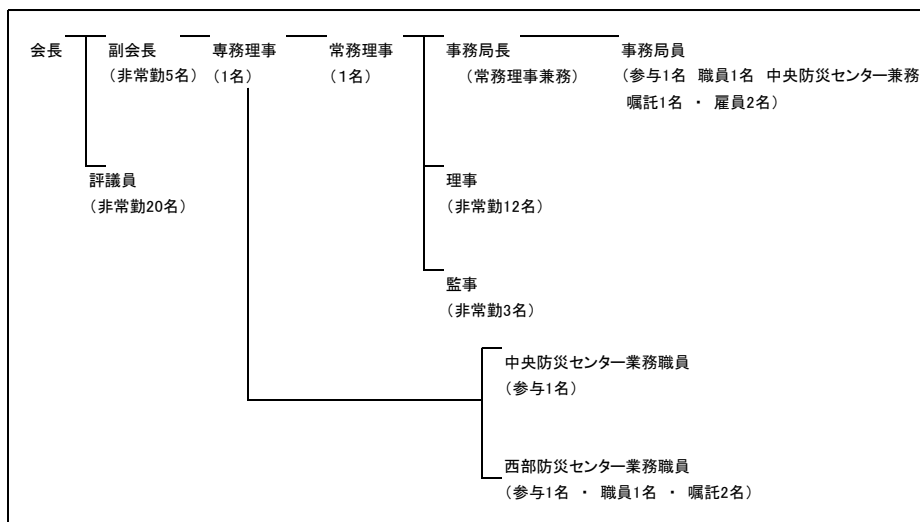 会長
副会長
(非常勤5名)
専務理事
(1名)
常務理事
(1名)
事務局長
(常務理事兼務)
事務局員
(参与1名 職員1名 中央防災センター兼務
嘱託1名 ・ 雇員2名)
評議員
(非常勤20名)
理事
(非常勤12名)
監事
(非常勤3名)
中央防災センター業務職員
(参与1名)
西部防災センター業務職員
(参与1名 ・ 職員1名 ・ 嘱託2名)